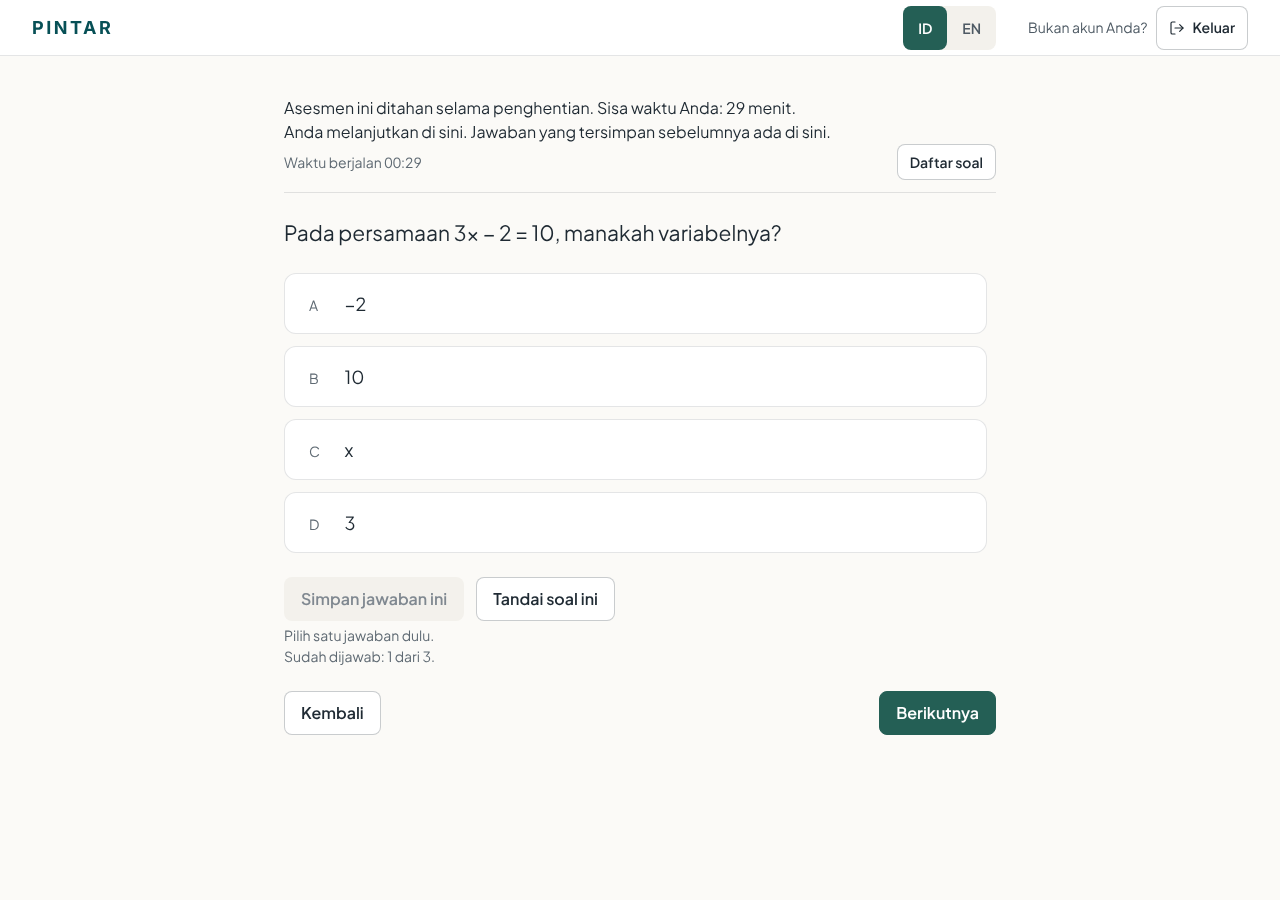 PINTAR
ID
EN
Bukan akun Anda?
Keluar
Asesmen ini ditahan selama penghentian. Sisa waktu Anda: 29 menit.
Anda melanjutkan di sini. Jawaban yang tersimpan sebelumnya ada di sini.
Waktu berjalan 00:29
Daftar soal
Pada persamaan 3x − 2 = 10, manakah variabelnya?
A −2
B 10
C x
D 3
Simpan jawaban ini
Tandai soal ini
Pilih satu jawaban dulu.
Sudah dijawab: 1 dari 3.
Kembali
Berikutnya